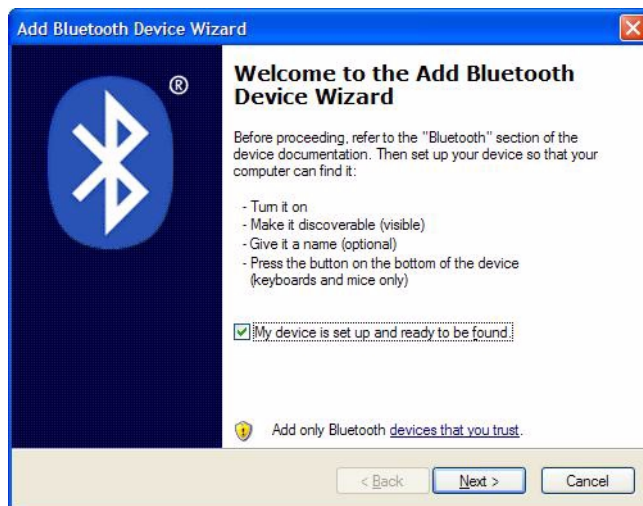 Add Bluetooth Device Wizard
®
Welcome to the Add Bluetooth
Device Wizard
Before proceeding, refer to the "Bluetooth" section of the
device documentation. Then set up your device so that your
computer can find it:
- Turn it on
- Make it discoverable (visible)
- Give it a name (optional)
- Press the button on the bottom of the device
(keyboards and mice only)
My device is set up and ready to be found.
Add only Bluetooth devices that you trust.
< Back Next > Cancel